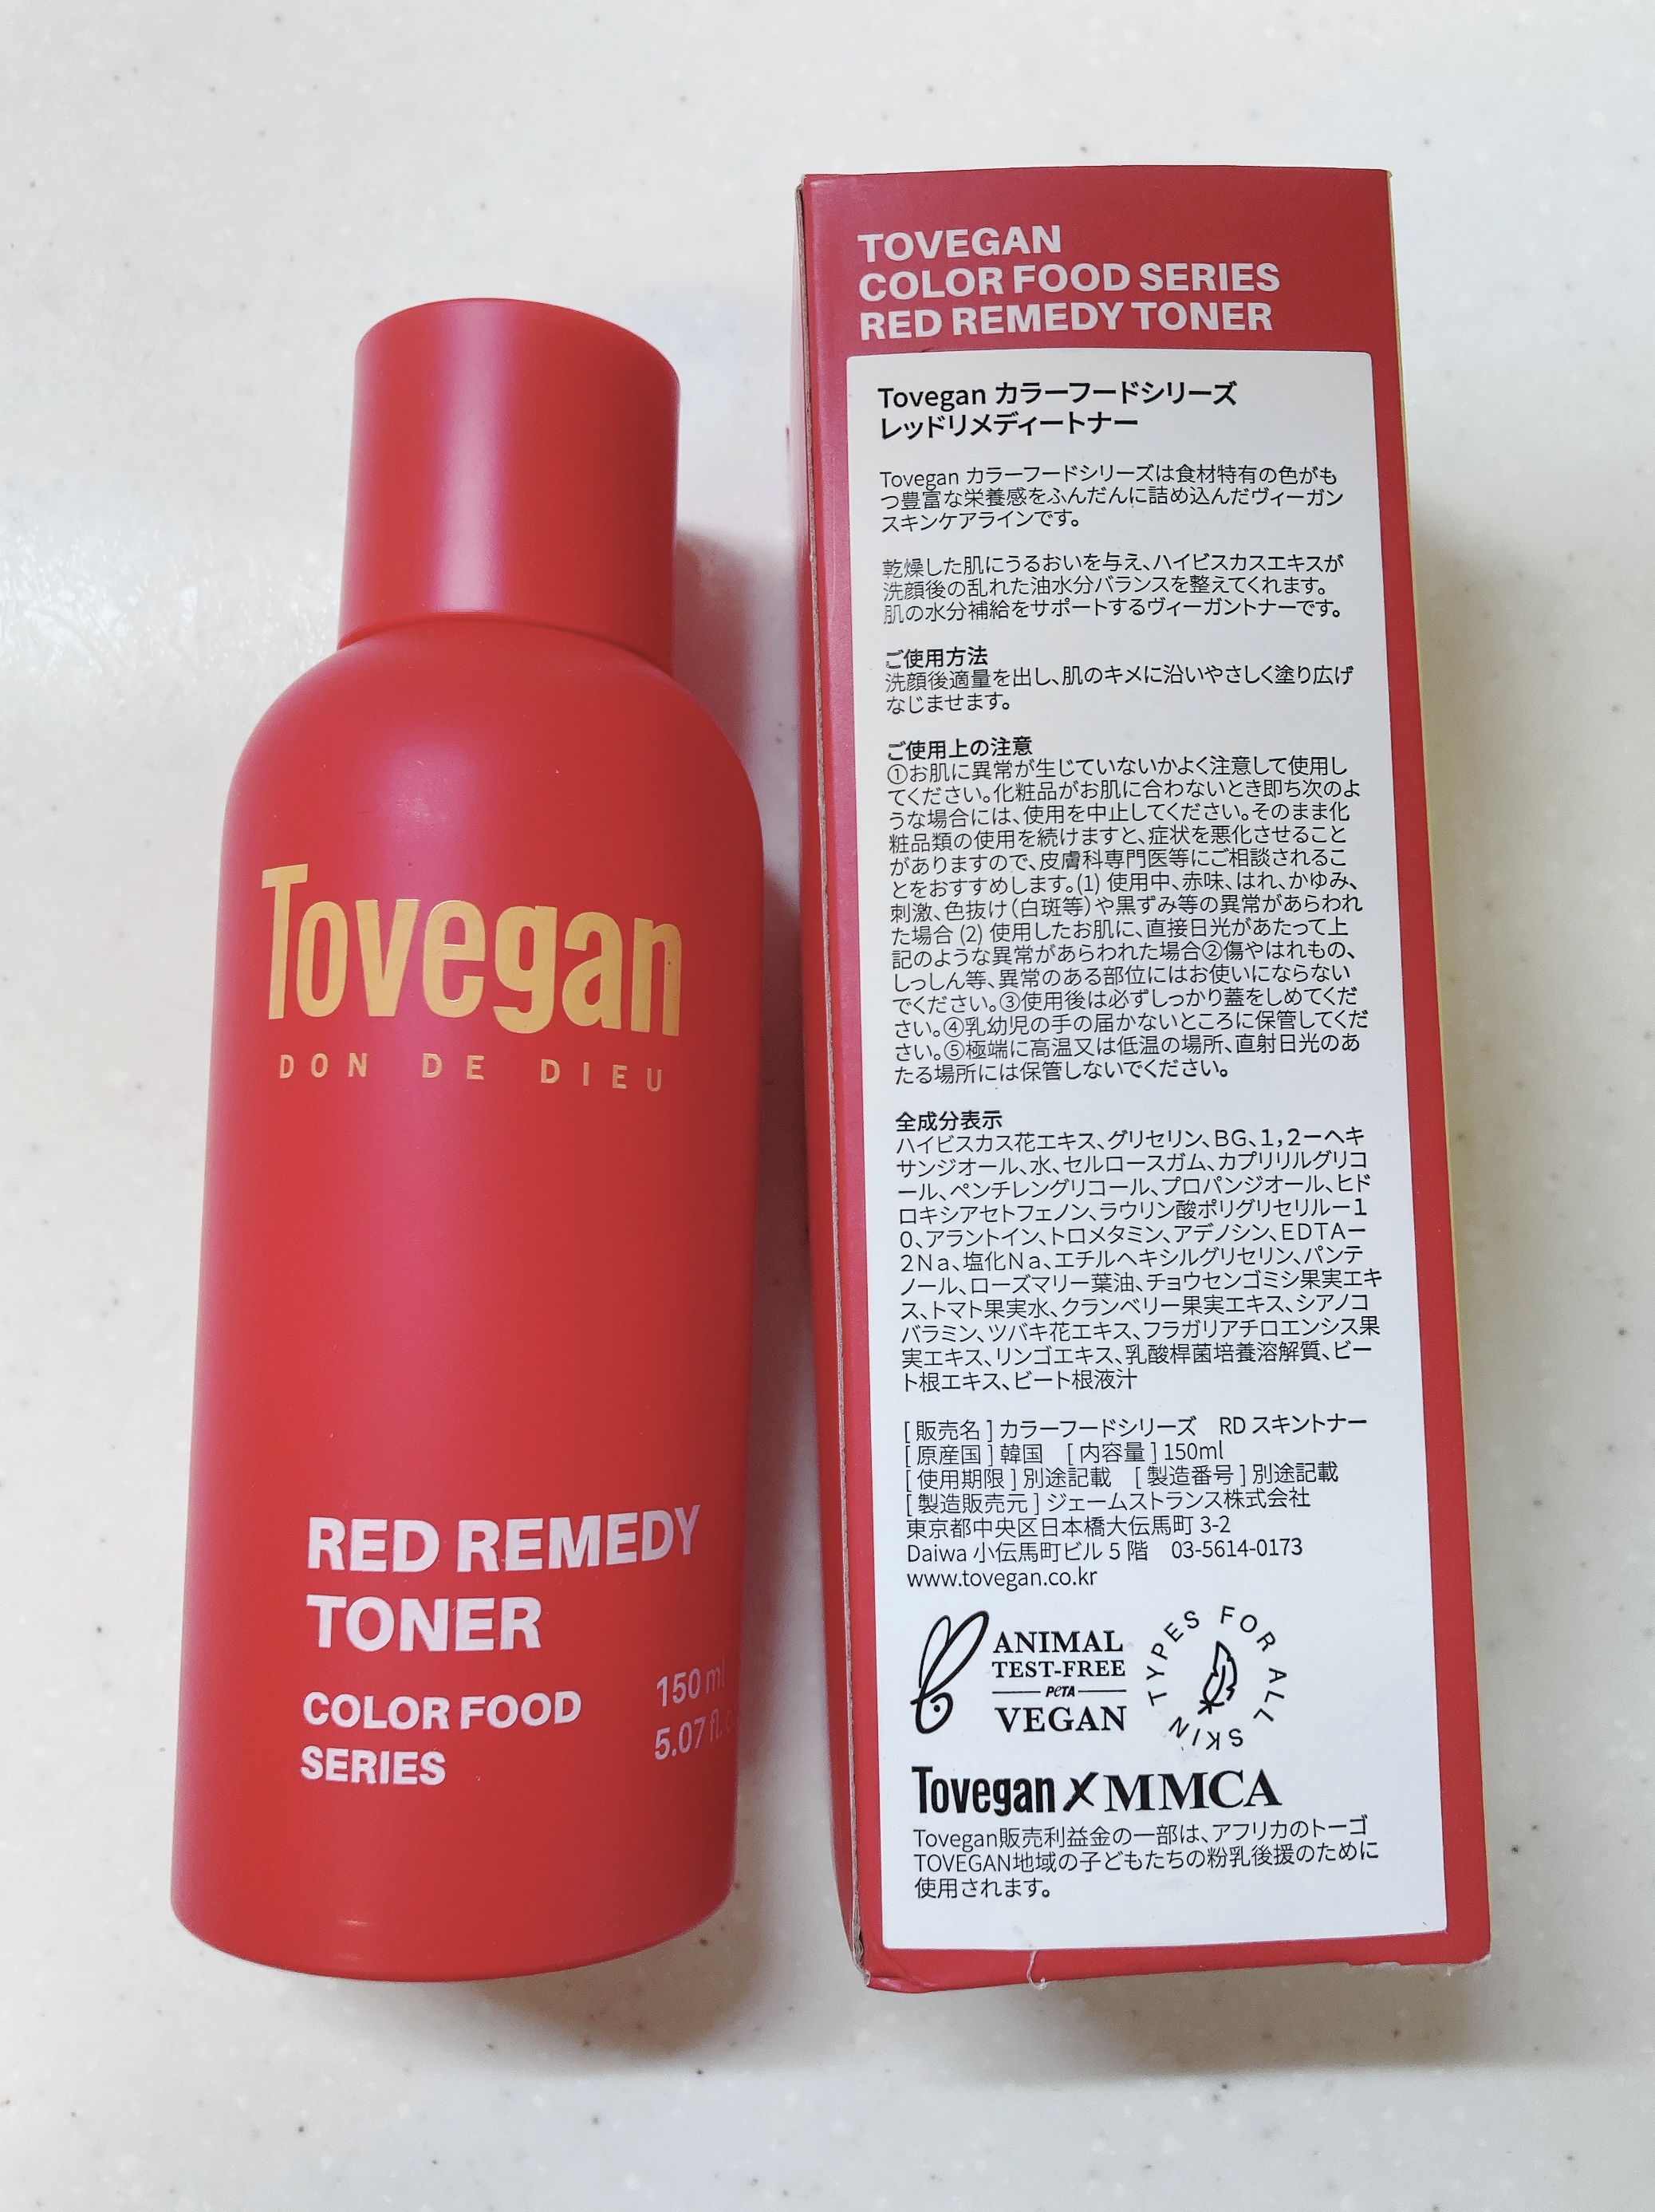 Tovegan
DON DE DIEU
RED REMEDY
TONER
COLOR FOOD
SERIES
150 ml
5.07 fl.
TOVEGAN
COLOR FOOD SERIES
RED REMEDY TONER
Tovegan カラーフードシリーズ
レッドリメディートナー
Tovegan カラーフードシリーズは食材特有の色がも
つ豊富な栄養感をふんだんに詰め込んだヴィーガン
スキンケアラインです。
乾燥した肌にうるおいを与え、ハイビスカスエキスが
洗顔後の乱れた油水分バランスを整えてくれます。
肌の水分補給をサポートするヴィーガントナーです。
ご使用方法
洗顔後適量を出し、肌のキメに沿いやさしく塗り広げ
なじませます。
ご使用上の注意
①お肌に異常が生じていないかよく注意して使用し
てください。化粧品がお肌に合わないとき即ち次のよ
うな場合には、使用を中止してください。そのまま化
粧品類の使用を続けますと、症状を悪化させること
がありますので、皮膚科専門医等にご相談されるこ
とをおすすめします。(1) 使用中、赤味、はれ、かゆみ、
刺激、色抜け（白斑等）や黒ずみ等の異常があらわれ
た場合 (2) 使用したお肌に、直接日光があたって上
記のような異常があらわれた場合②傷やはれもの、
しっしん等、異常のある部位にはお使いにならない
でください。③使用後は必ずしっかり蓋をしめてくだ
さい。④乳幼児の手の届かないところに保管してくだ
さい。⑤極端に高温又は低温の場所、直射日光のあ
たる場所には保管しないでください。
全成分表示
ハイビスカス花エキス、グリセリン、BG、1，2ーヘキ
サンジオール、水、セルロースガム、カプリリルグリコ
ール、ペンチレングリコール、プロパンジオール、ヒド
ロキシアセトフェノン、ラウリン酸ポリグリセリルー1
0、アラントイン、トロメタミン、アデノシン、EDTAー
2Na、塩化Na、エチルヘキシルグリセリン、パンテ
ノール、ローズマリー葉油、チョウセンゴミシ果実エキ
ス、トマト果実水、クランベリー果実エキス、シアノコ
バラミン、ツバキ花エキス、フラガリアチロエンシス果
実エキス、リンゴエキス、乳酸桿菌培養溶解質、ビー
ト根エキス、ビート根液汁
[ 販売名 ] カラーフードシリーズ　RD スキントナー
[ 原産国 ] 韓国　[ 内容量 ] 150ml
[ 使用期限 ] 別途記載　[ 製造番号 ] 別途記載
[ 製造販売元 ] ジェームストランス株式会社
東京都中央区日本橋大伝馬町 3-2
Daiwa 小伝馬町ビル 5 階　03-5614-0173
www.tovegan.co.kr
ANIMAL
TEST-FREE
PeTA
VEGAN
TYPES FOR ALL SKIN
Tovegan X MMCA
Tovegan販売利益金の一部は、アフリカのトーゴ
TOVEGAN地域の子どもたちの粉乳後援のために
使用されます。